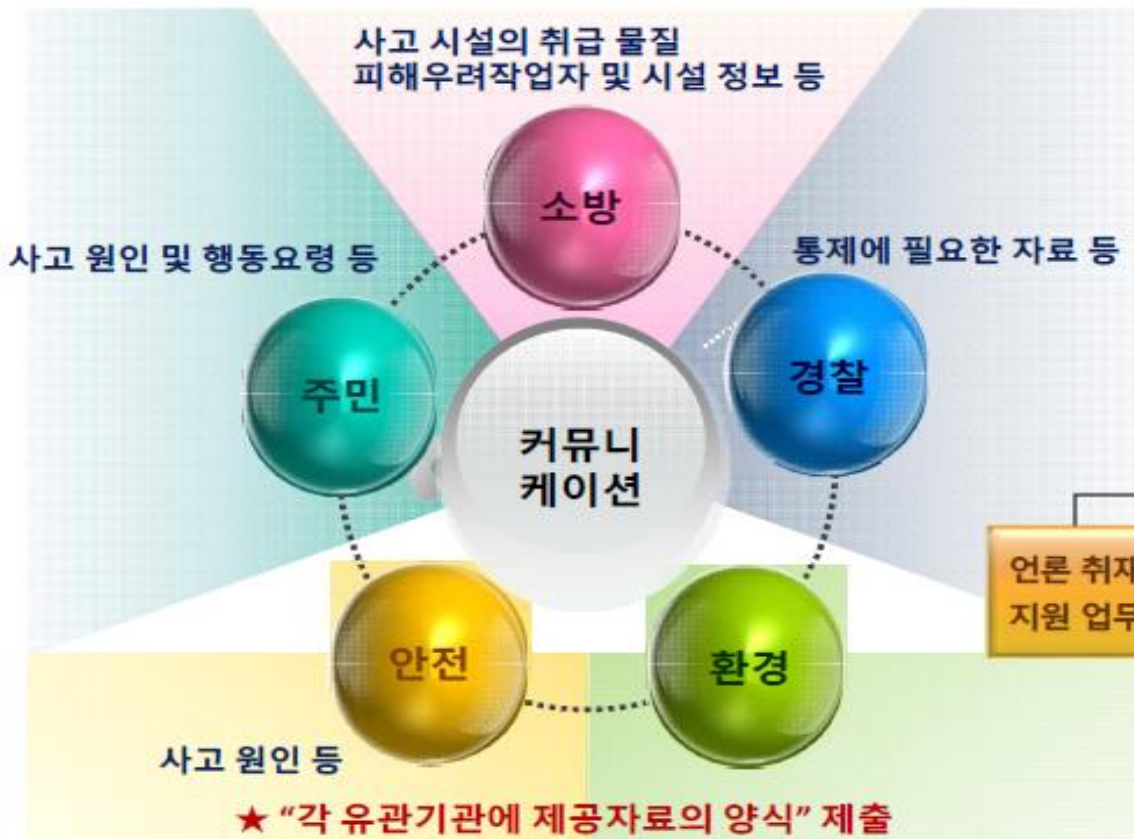 사고 시설의 취급 물질
피해우려작업자 및 시설 정보 등
소방
사고 원인 및 행동요령 등
통제에 필요한 자료 등
주민
경찰
커뮤니
케이션
언론 취재
지원 업무
안전
환경
사고 원인 등
★ “각 유관기관에 제공자료의 양식” 제출